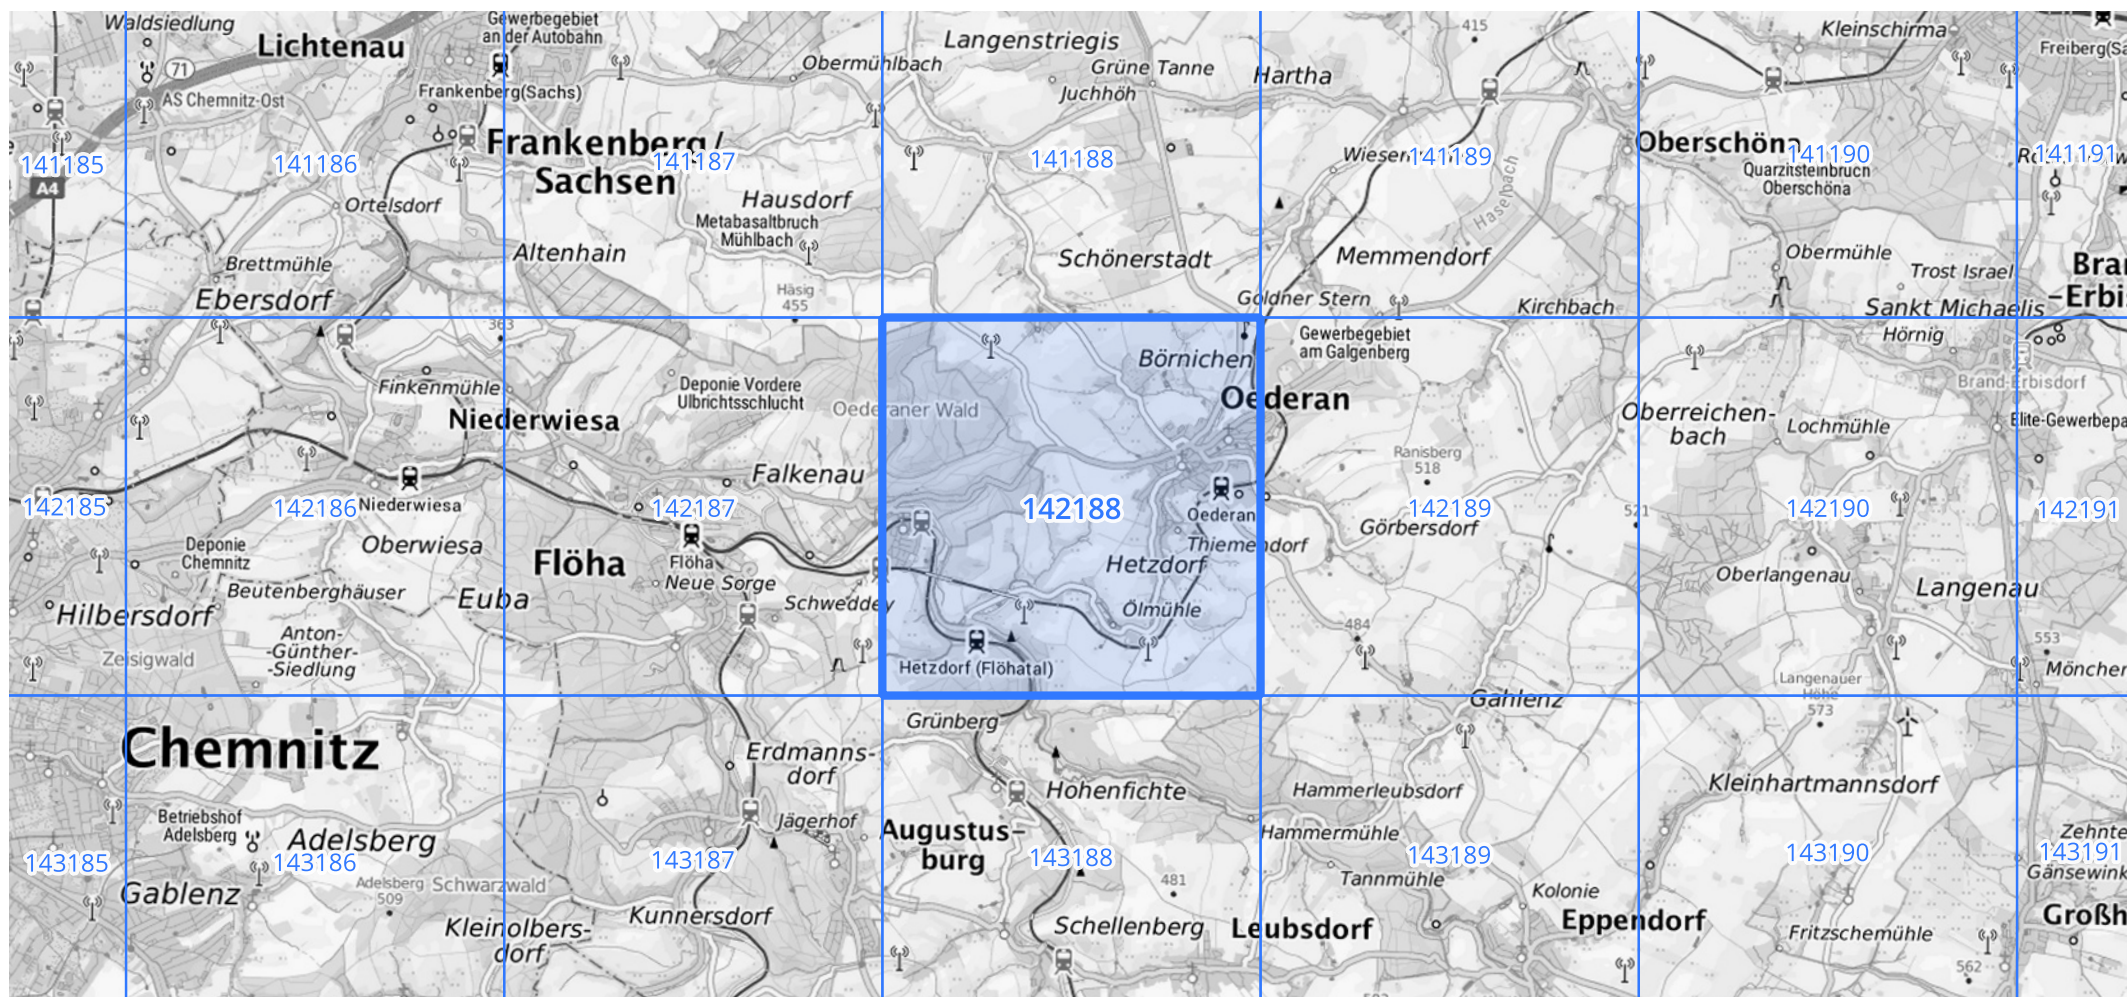 Waldsiedlung
Lichtenau
Gewerbegebiet
an der Autobahn
Obermühlbach
Langenstriegis
Grüne Tanne
Juchhöh
Hartha
415
Kleinschirma
Freiberg(Sa
71
AS Chemnitz-Ost
Frankenberg(Sachs)
Frankenberg/
Sachsen
A4
141185
141186
141187
141188
141189
141190
141191
Wiesen
Oberschöna
Quarzitsteinbruch
Oberschöna
Haselbach
Ortelsdorf
Hausdorf
Metabasaltbruch
Mühlbach
Altenhain
Brettmühle
Ebersdorf
Häsig
455
Schönerstadt
Memmendorf
Goldner Stern
Kirchbach
Obermühle
Trost Israel
Sankt Michaelis
Bra
-Erbi
363
Finkenmühle
Niederwiesa
Deponie Vordere
Ulbrichtsschlucht
Oederaner Wald
Börnichen
Oederan
Gewerbegebiet
am Galgenberg
Hörnig
Brand-Erbisdorf
Oberreichen-
bach
Lochmühle
Elite-Gewerbepa
Ranisberg
518
Falkenau
142185
142186
142187
142188
142189
142190
142191
Niederwiesa
Oederan
Görbersdorf
521
Deponie
Chemnitz
Oberwiesa
Flöha
Flöha
Neue Sorge
Thiemendorf
Hetzdorf
Beutenberghäuser
Euba
Schweddey
Ölmühle
Oberlangenau
Langenau
Hilbersdorf
Anton-
-Günther-
-Siedlung
Zeisigwald
484
553
Hetzdorf (Flöhatal)
Langenauer
Höhe
573
Mönchen
Gahlenz
Chemnitz
Grünberg
Erdmanns-
dorf
Hohenfichte
Hammerleubsdorf
Kleinhartmannsdorf
Betriebshof
Adelsberg
Adelsberg
Jägerhof
Augustus-
burg
Hammermühle
Zehnte
143185
143186
143187
143188
143189
143190
143191
Gänsewink
Gablenz
Adelsberg
509
Schwarzwald
481
Tannmühle
Kolonie
Kleinolbers-
dorf
Kunnersdorf
Schellenberg
Leubsdorf
Eppendorf
Fritzschemühle
Großh
562